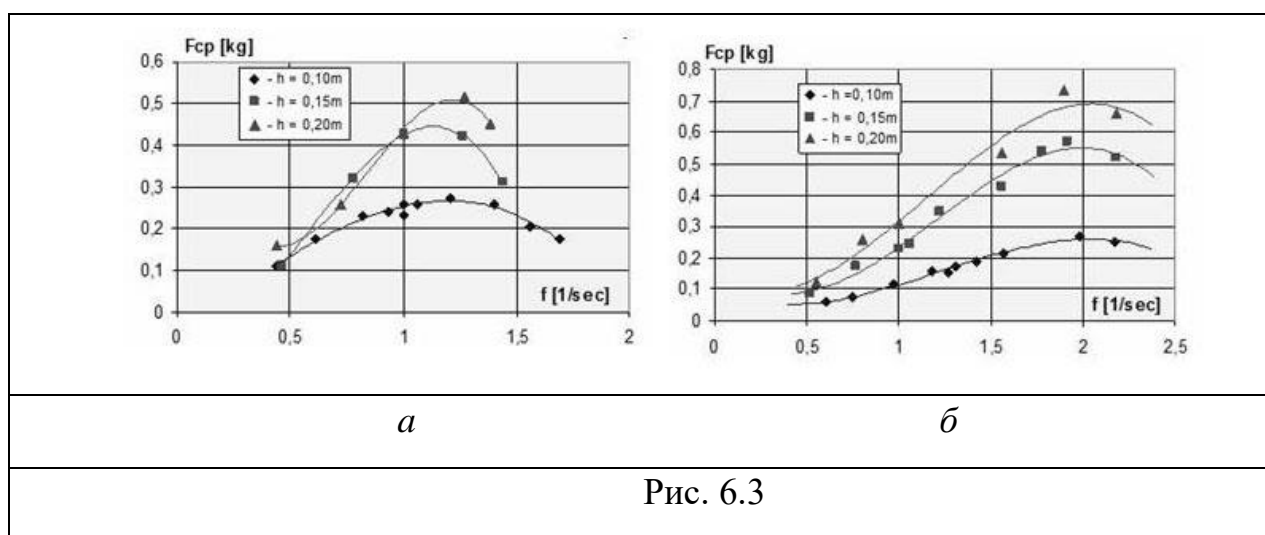 Fcp [kg]
0,6
0,5
0,4
0,3
0,2
0,1
0
- h = 0,10m
- h = 0,15m
- h = 0,20m
f [1/sec]
0 0,5 1 1,5 2
Fcp [kg]
0,8
0,7
0,6
0,5
0,4
0,3
0,2
0,1
0
- h =0,10m
- h = 0,15m
- h = 0,20m
f [1/sec]
0 0,5 1 1,5 2 2,5
а б
Рис. 6.3